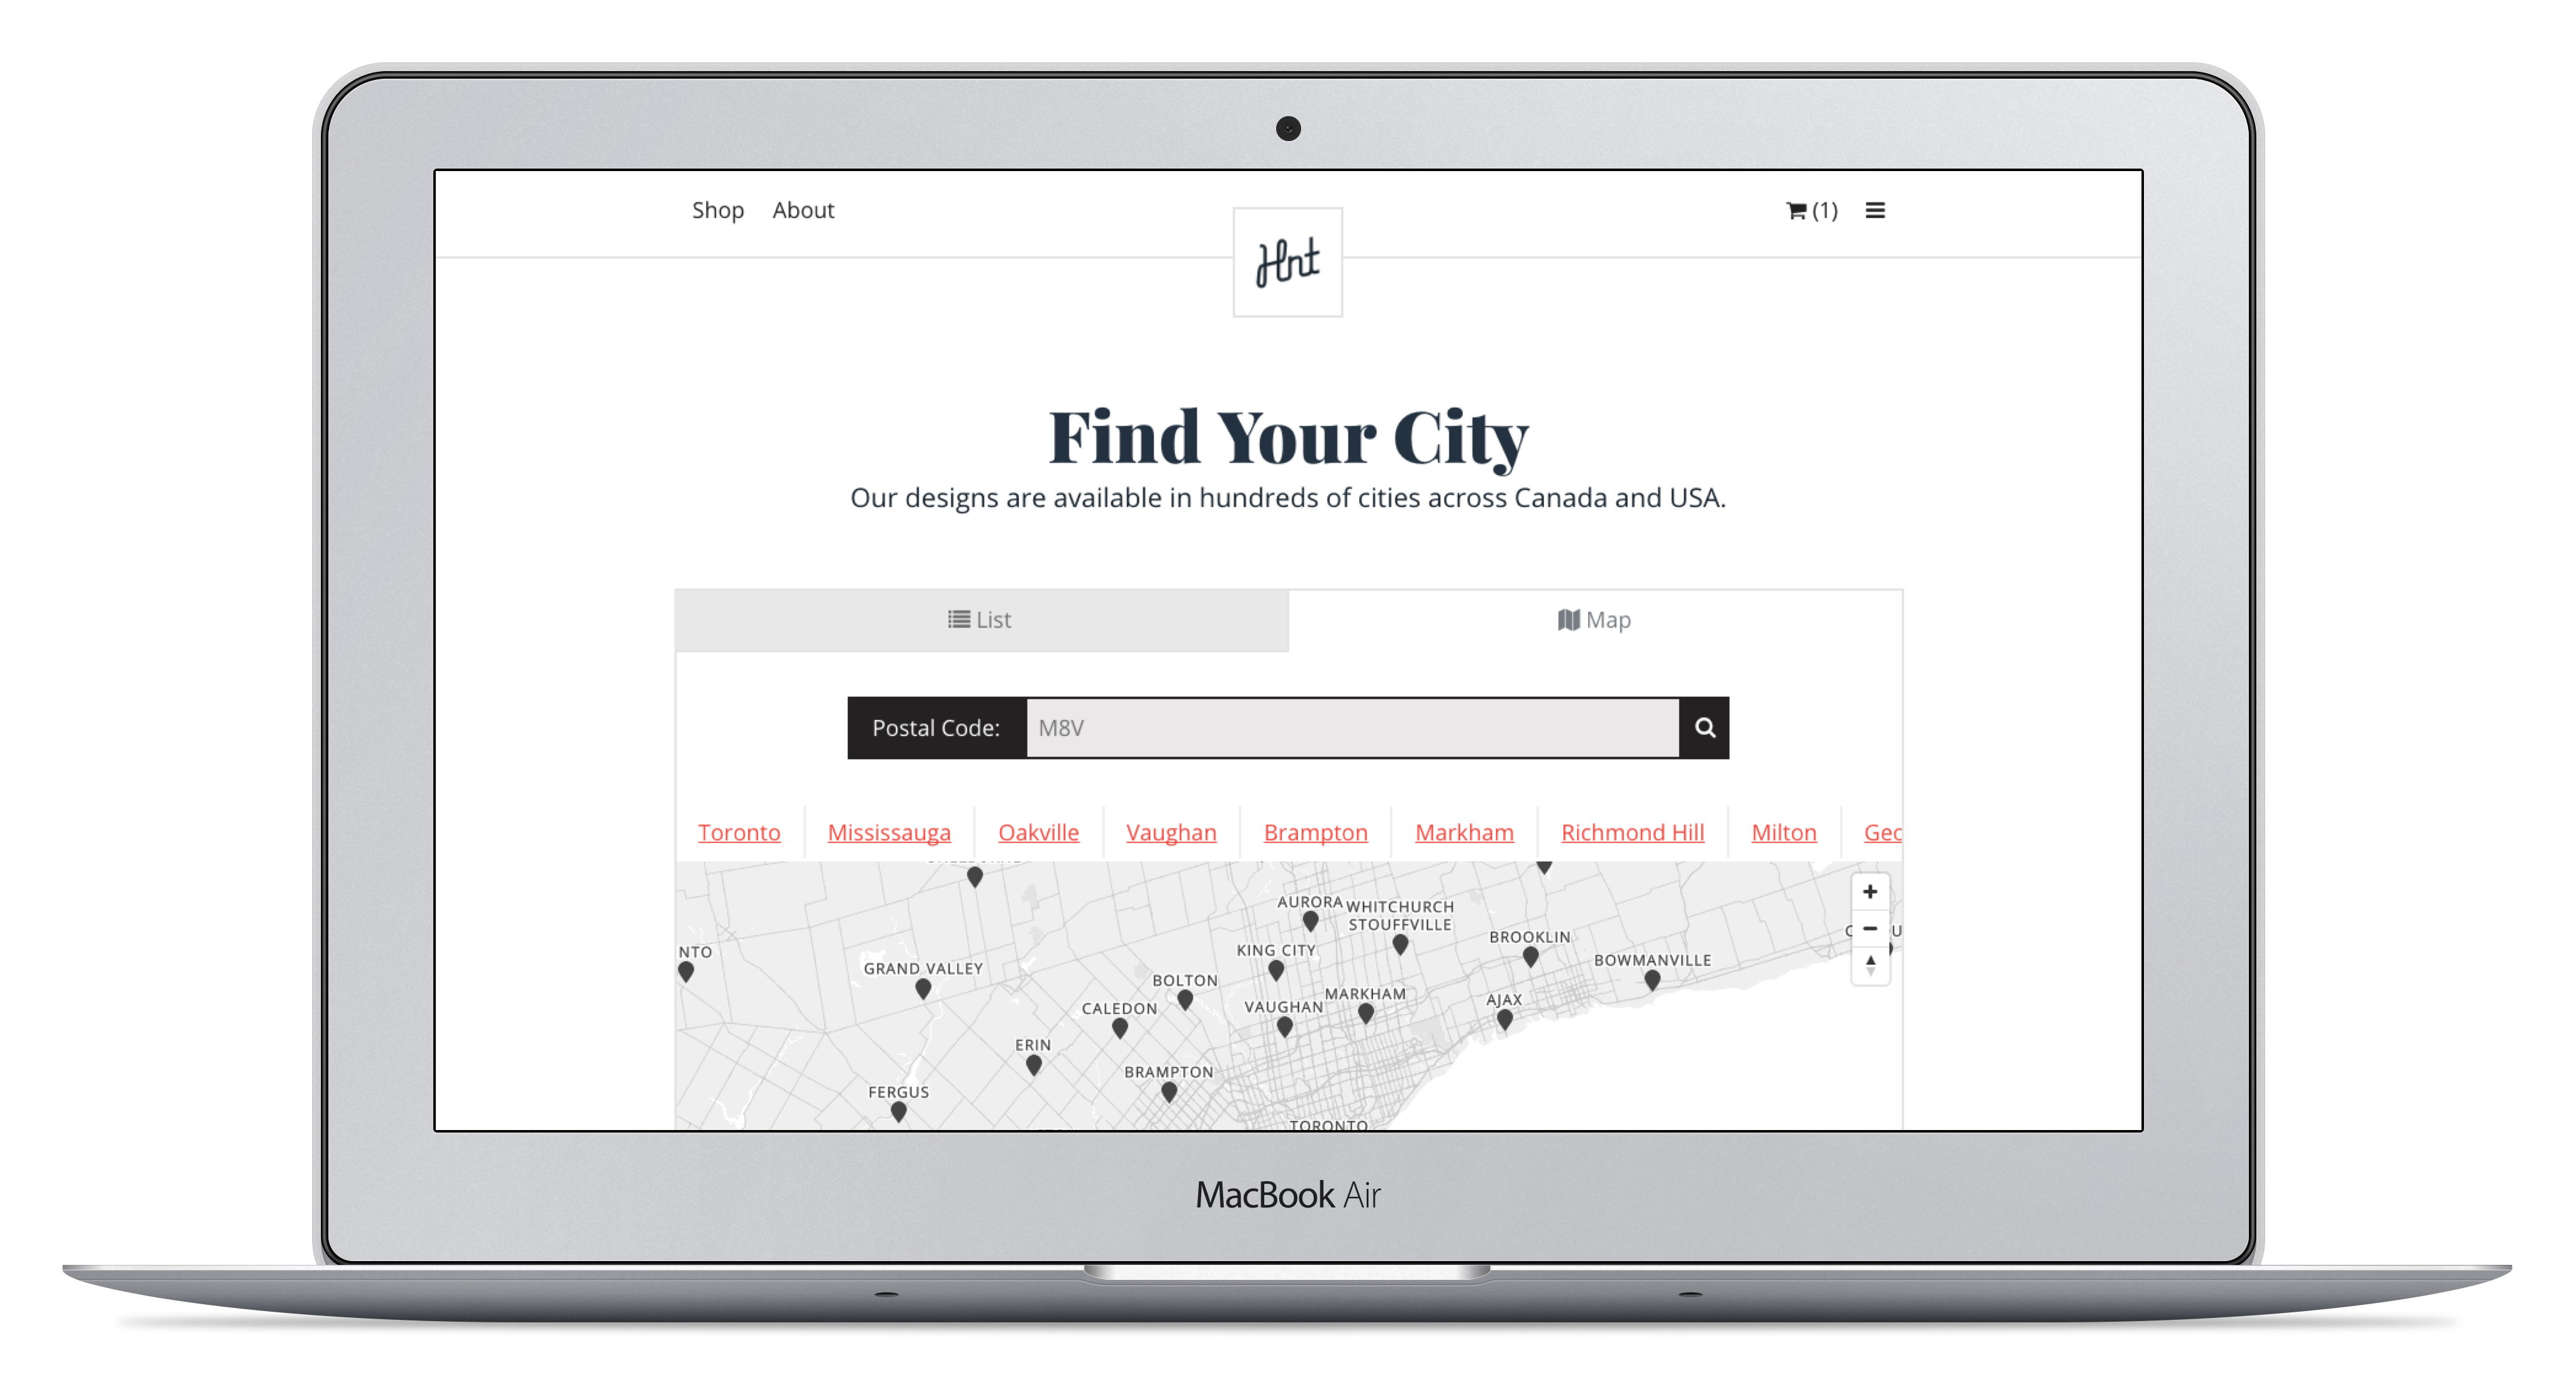 Shop About
(1)
Hnt
Find Your City
Our designs are available in hundreds of cities across Canada and USA.
List
Map
Postal Code: M8V
Toronto Mississauga Oakville Vaughan Brampton Markham Richmond Hill Milton
AURORA
WHITCHURCH
STOUFFVILLE
BROOKLIN
KING CITY
NTO
BOWMANVILLE
GRAND VALLEY
BOLTON
MARKHAM
AJAX
CALEDON
VAUGHAN
ERIN
BRAMPTON
FERGUS
TORONTO
MacBook Air